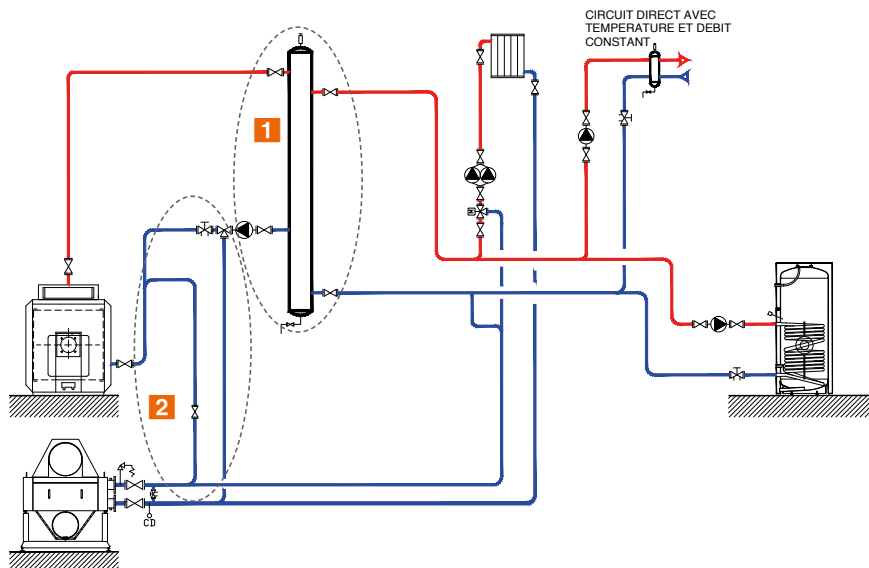 CIRCUIT DIRECT AVEC
TEMPERATURE ET DEBIT
CONSTANT
1
2
CD